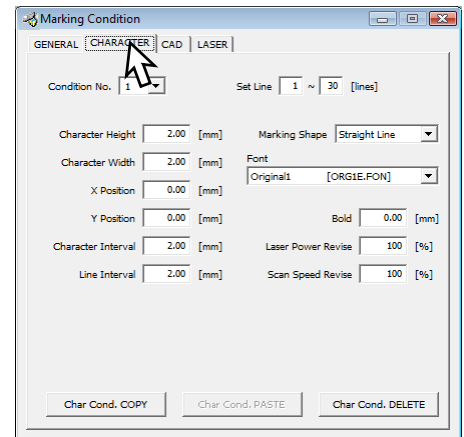 Marking Condition
GENERAL CHARACTER CAD LASER
Condition No. 1 Set Line 1 ~ 30 [lines]
Character Height 2.00 [mm] Marking Shape Straight Line
Character Width 2.00 [mm] Font
Original1 [ORG1E.FON]
X Position 0.00 [mm]
Y Position 0.00 [mm] Bold 0.00 [mm]
Character Interval 2.00 [mm] Laser Power Revise 100 [%]
Line Interval 2.00 [mm] Scan Speed Revise 100 [%]
Char Cond. COPY Char Cond. PASTE Char Cond. DELETE